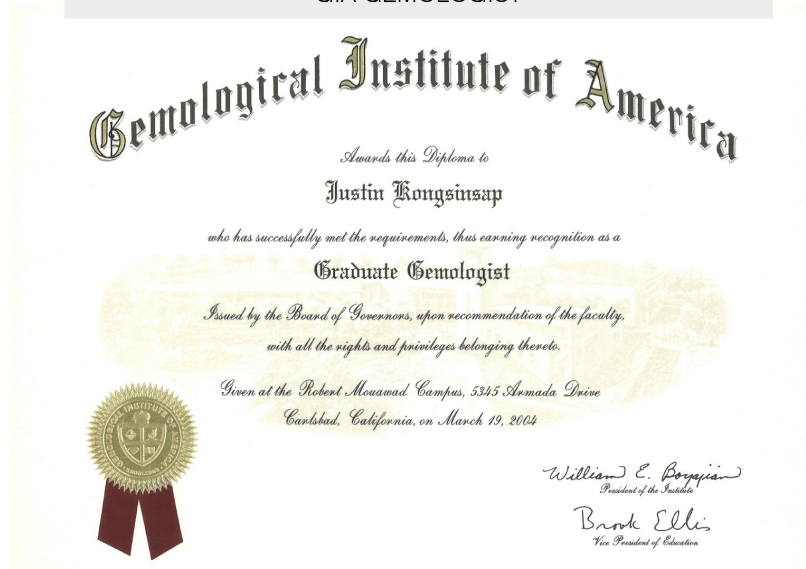 GIA GEMOLOGIST
Gemological Institute of America
Awards this Diploma to
Justin Kongsinsap
who has successfully met the requirements, thus earning recognition as a
Graduate Gemologist
Issued by the Board of Governors, upon recommendation of the faculty,
with all the rights and privileges belonging thereto.
Given at the Robert Mouawad Campus, 5345 Armada Drive
Carlsbad, California, on March 19, 2004
William E. Boyajian
President of the Institute
Brook Ellis
Vice President of Education